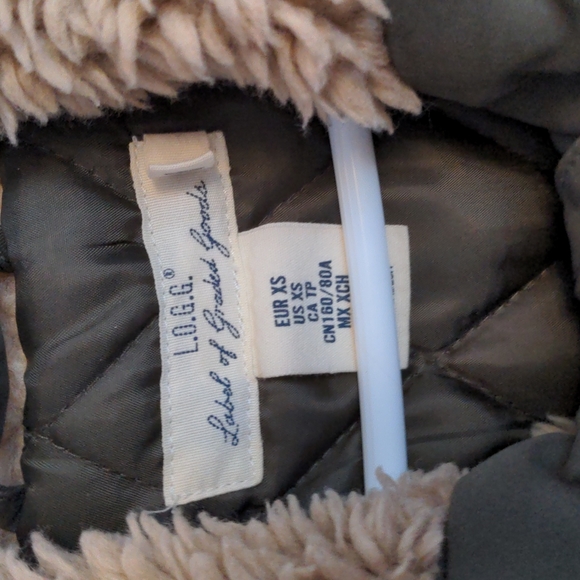 L.O.G.G.®
Label of Graded Goods
EUR XS
US XS
CA TP
CN160/80A
MX XCH